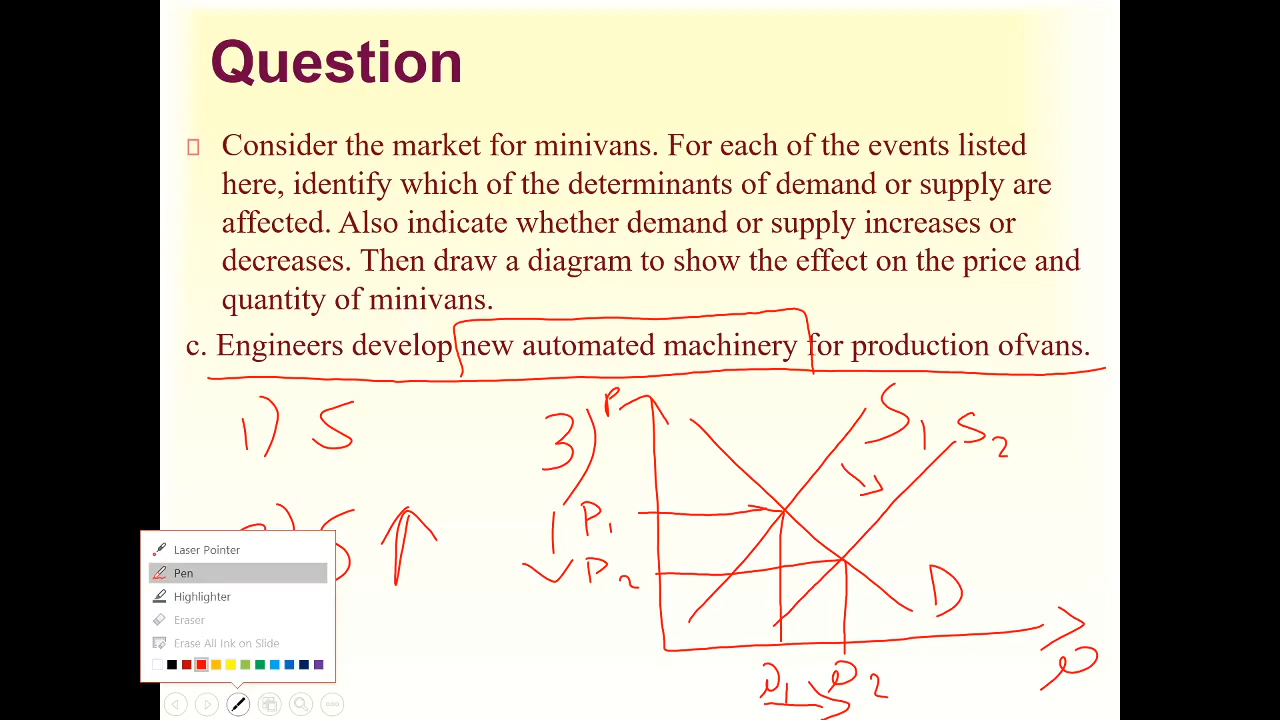 Question
Consider the market for minivans. For each of the events listed
here, identify which of the determinants of demand or supply are
affected. Also indicate whether demand or supply increases or
decreases. Then draw a diagram to show the effect on the price and
quantity of minivans.
c. Engineers develop new automated machinery for production ofvans.
1) S
3)
P
S1
S2
P1
S
P2
D
Laser Pointer
Pen
Highlighter
Eraser
Erase All Ink on Slide